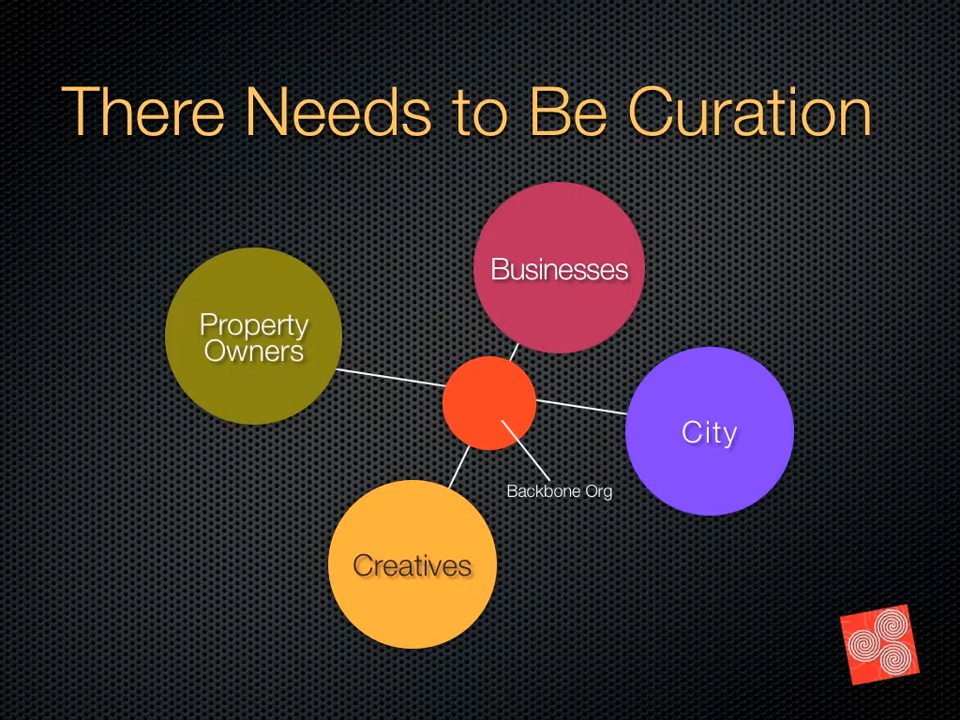 There Needs to Be Curation
Businesses
Property
Owners
City
Backbone Org
Creatives